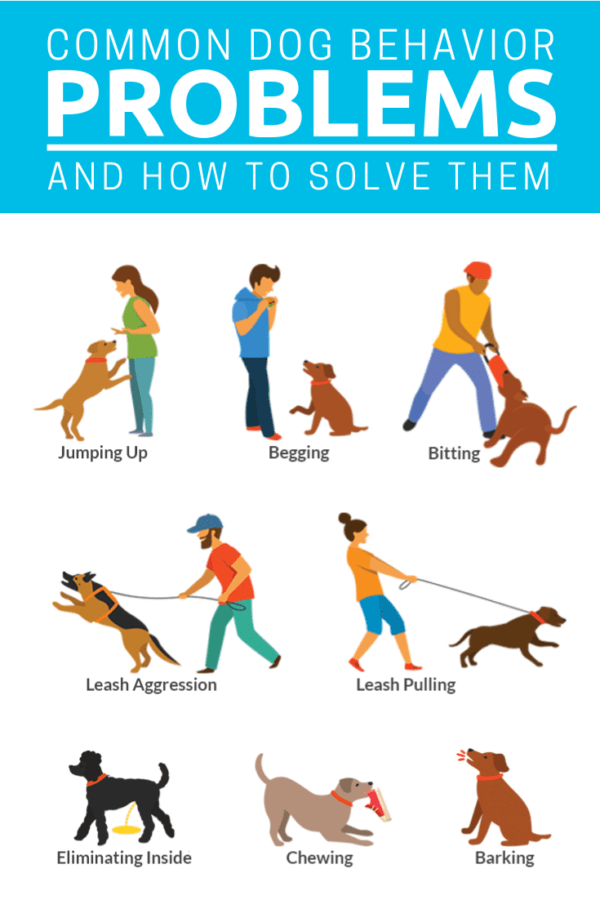 COMMON DOG BEHAVIOR
PROBLEMS
AND HOW TO SOLVE THEM
Jumping Up
Begging
Bitting
Leash Aggression
Leash Pulling
Eliminating Inside
Chewing
Barking